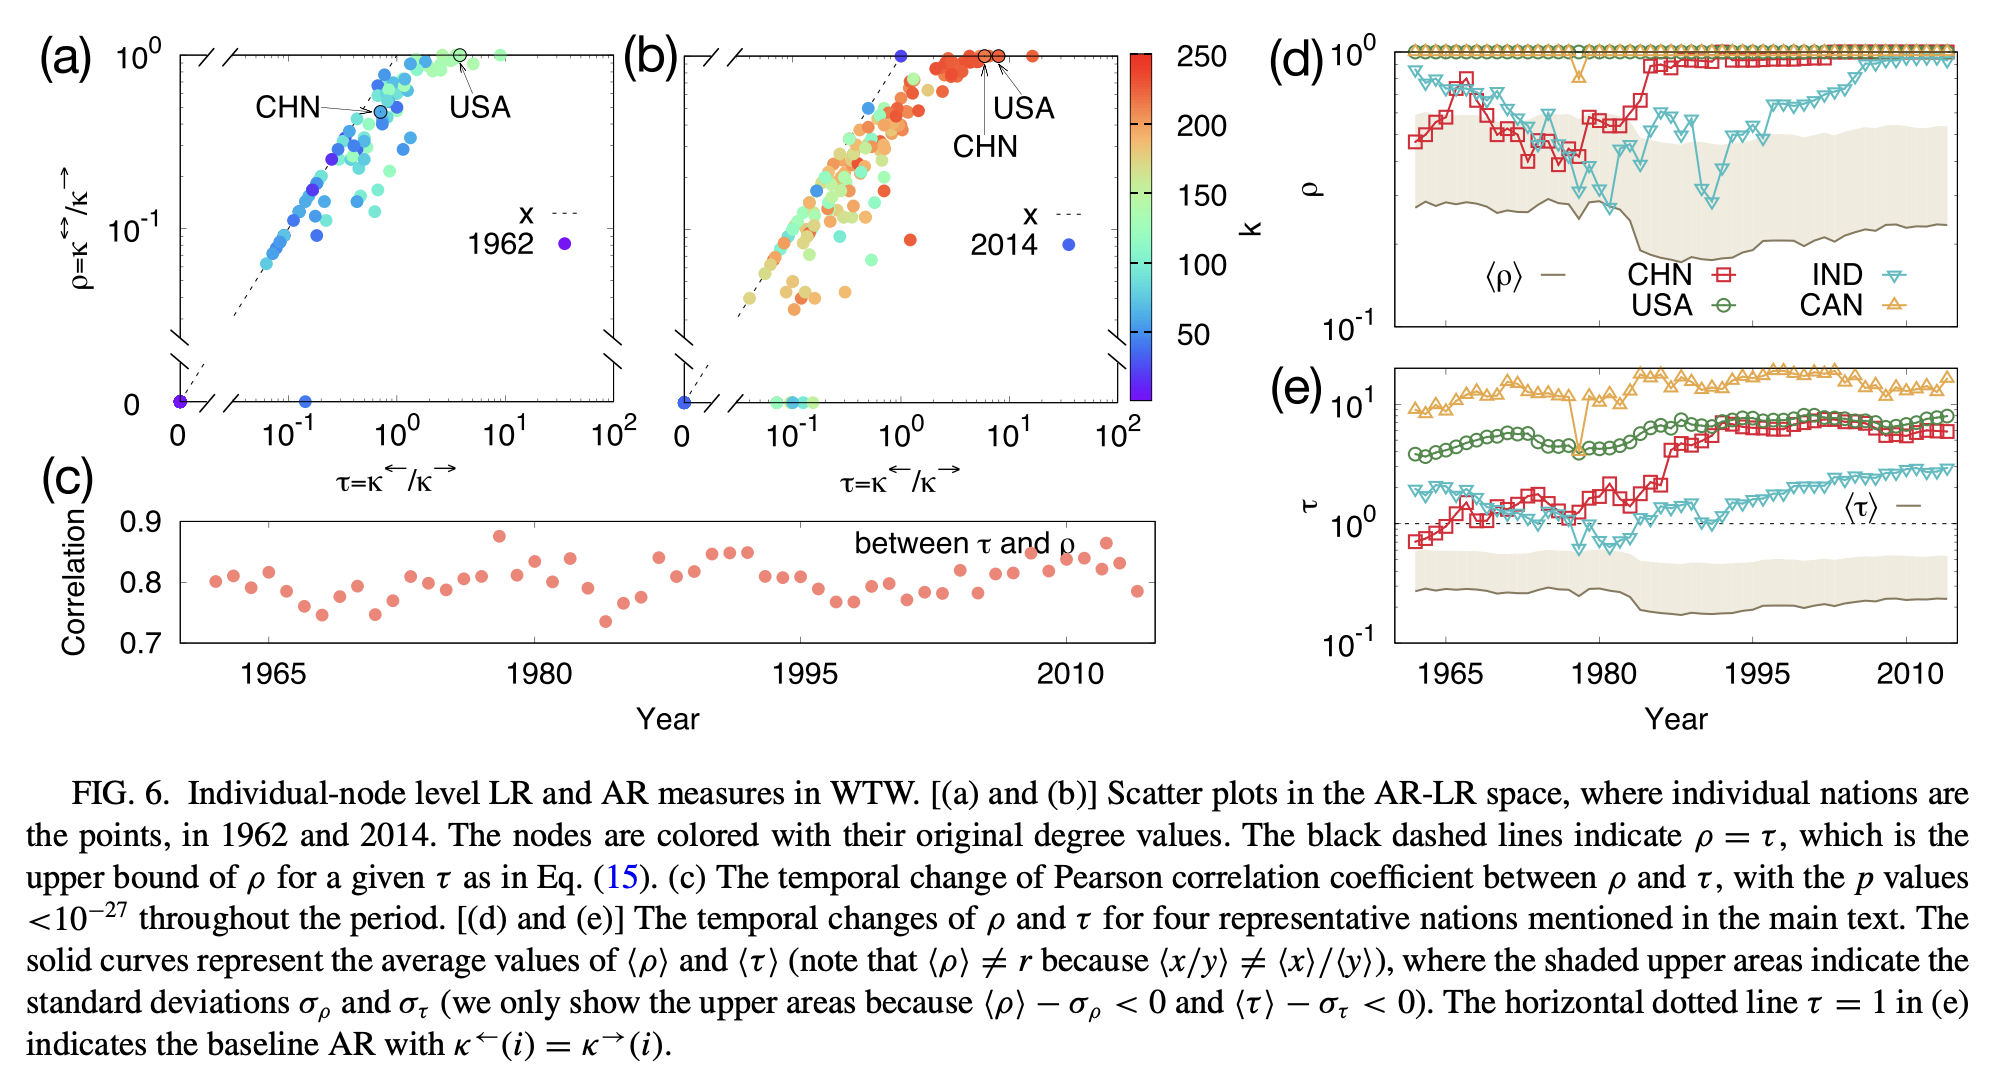 (a)
10^0
10^-1
0
ρ=κ^↔/κ^→
CHN
USA
x
1962
0
10^-1
10^0
10^1
10^2
τ=κ^←/κ^→
(b)
USA
CHN
x
2014
0
10^-1
10^0
10^1
10^2
τ=κ^←/κ^→
250
200
150
100
50
k
(c)
Correlation
0.9
0.8
0.7
between τ and ρ
1965
1980
1995
2010
Year
(d)
10^0
ρ
10^-1
⟨ρ⟩
CHN
IND
USA
CAN
(e)
10^1
10^0
10^-1
τ
⟨τ⟩
1965
1980
1995
2010
Year
FIG. 6. Individual-node level LR and AR measures in WTW. [(a) and (b)] Scatter plots in the AR-LR space, where individual nations are
the points, in 1962 and 2014. The nodes are colored with their original degree values. The black dashed lines indicate ρ = τ, which is the
upper bound of ρ for a given τ as in Eq. (15). (c) The temporal change of Pearson correlation coefficient between ρ and τ, with the p values
<10^−27 throughout the period. [(d) and (e)] The temporal changes of ρ and τ for four representative nations mentioned in the main text. The
solid curves represent the average values of ⟨ρ⟩ and ⟨τ⟩ (note that ⟨ρ⟩ ≠ r because ⟨x/y⟩ ≠ ⟨x⟩/⟨y⟩), where the shaded upper areas indicate the
standard deviations σ_ρ and σ_τ (we only show the upper areas because ⟨ρ⟩ − σ_ρ < 0 and ⟨τ⟩ − σ_τ < 0). The horizontal dotted line τ = 1 in (e)
indicates the baseline AR with κ^←(i) = κ^→(i).